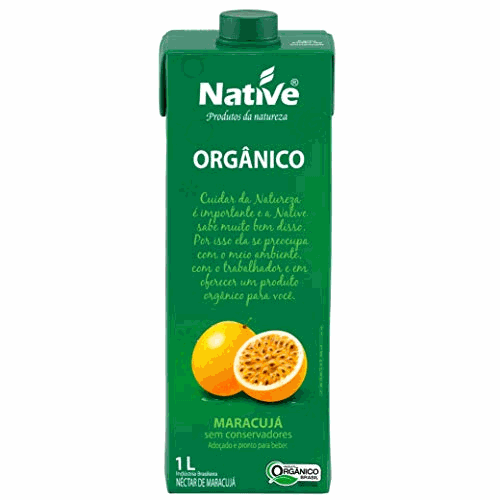 Native®
Produtos da natureza
ORGÂNICO
Cuidar da Natureza
é importante e a Native
sabe muito bem disso.
Por isso ela se preocupa
com o meio ambiente,
com o trabalhador e em
oferecer um produto
orgânico para você.
MARACUJÁ
sem conservadores
Adoçado e pronto para beber.
1 L
Indústria Brasileira
NÉCTAR DE MARACUJÁ
PRODUTO
ORGÂNICO
BRASIL